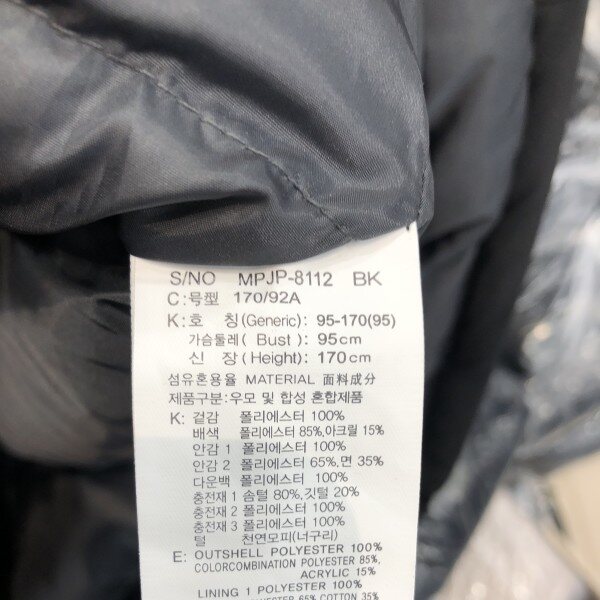 S/NO MPJP-8112 BK
C:号型 170/92A
K:호 칭(Generic): 95-170(95)
가슴둘레( Bust ): 95cm
신 장(Height): 170cm
섬유혼용율 MATERIAL 面料成分
제품구분: 우모 및 합성 혼합제품
K: 겉감 폴리에스터 100%
배색 폴리에스터 85%,아크릴 15%
안감 1 폴리에스터 100%
안감 2 폴리에스터 65%,면 35%
다운백 폴리에스터 100%
충전재 1 솜털 80%,깃털 20%
충전재 2 폴리에스터 100%
충전재 3 폴리에스터 100%
털 천연모피(너구리)
E: OUTSHELL POLYESTER 100%
COLORCOMBINATION POLYESTER 85%,
ACRYLIC 15%
LINING 1 POLYESTER 100%
POLYESTER 65% COTTON 35%